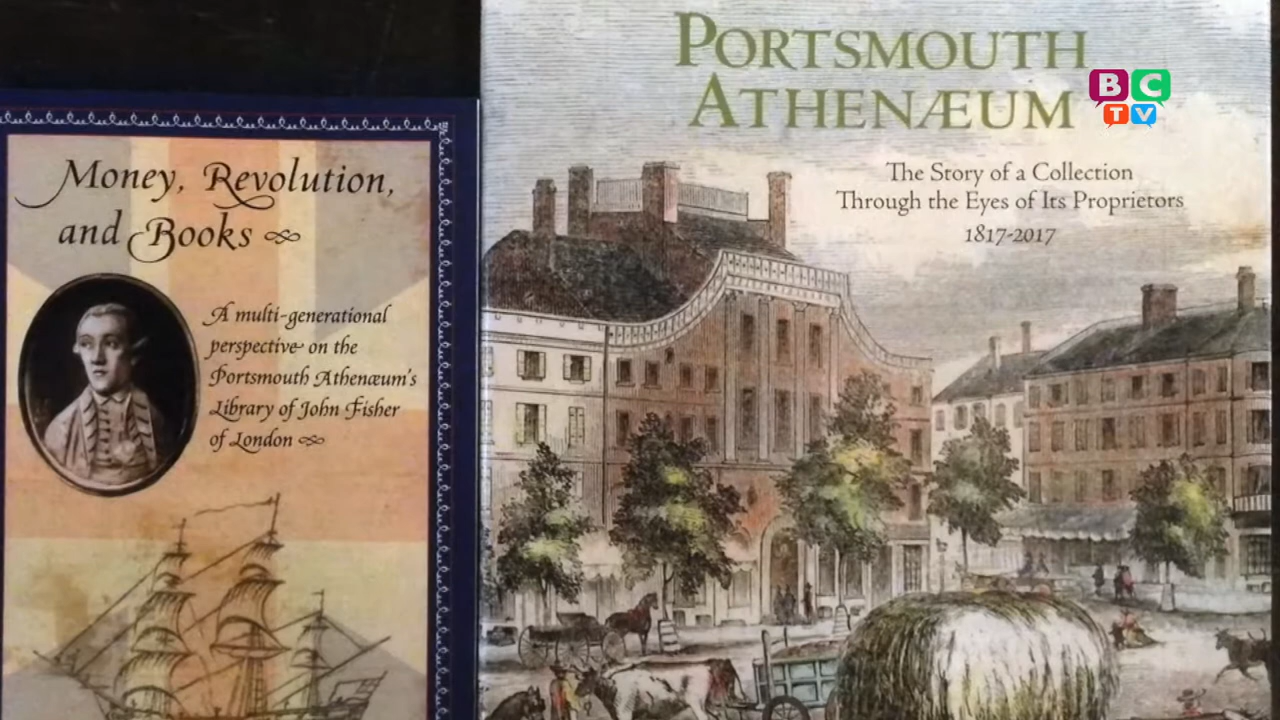 Money, Revolution,
and Books
A multi-generational
perspective on the
Portsmouth Athenæum's
Library of John Fisher
of London
PORTSMOUTH
ATHENÆUM
The Story of a Collection
Through the Eyes of Its Proprietors
1817-2017
BC
TV